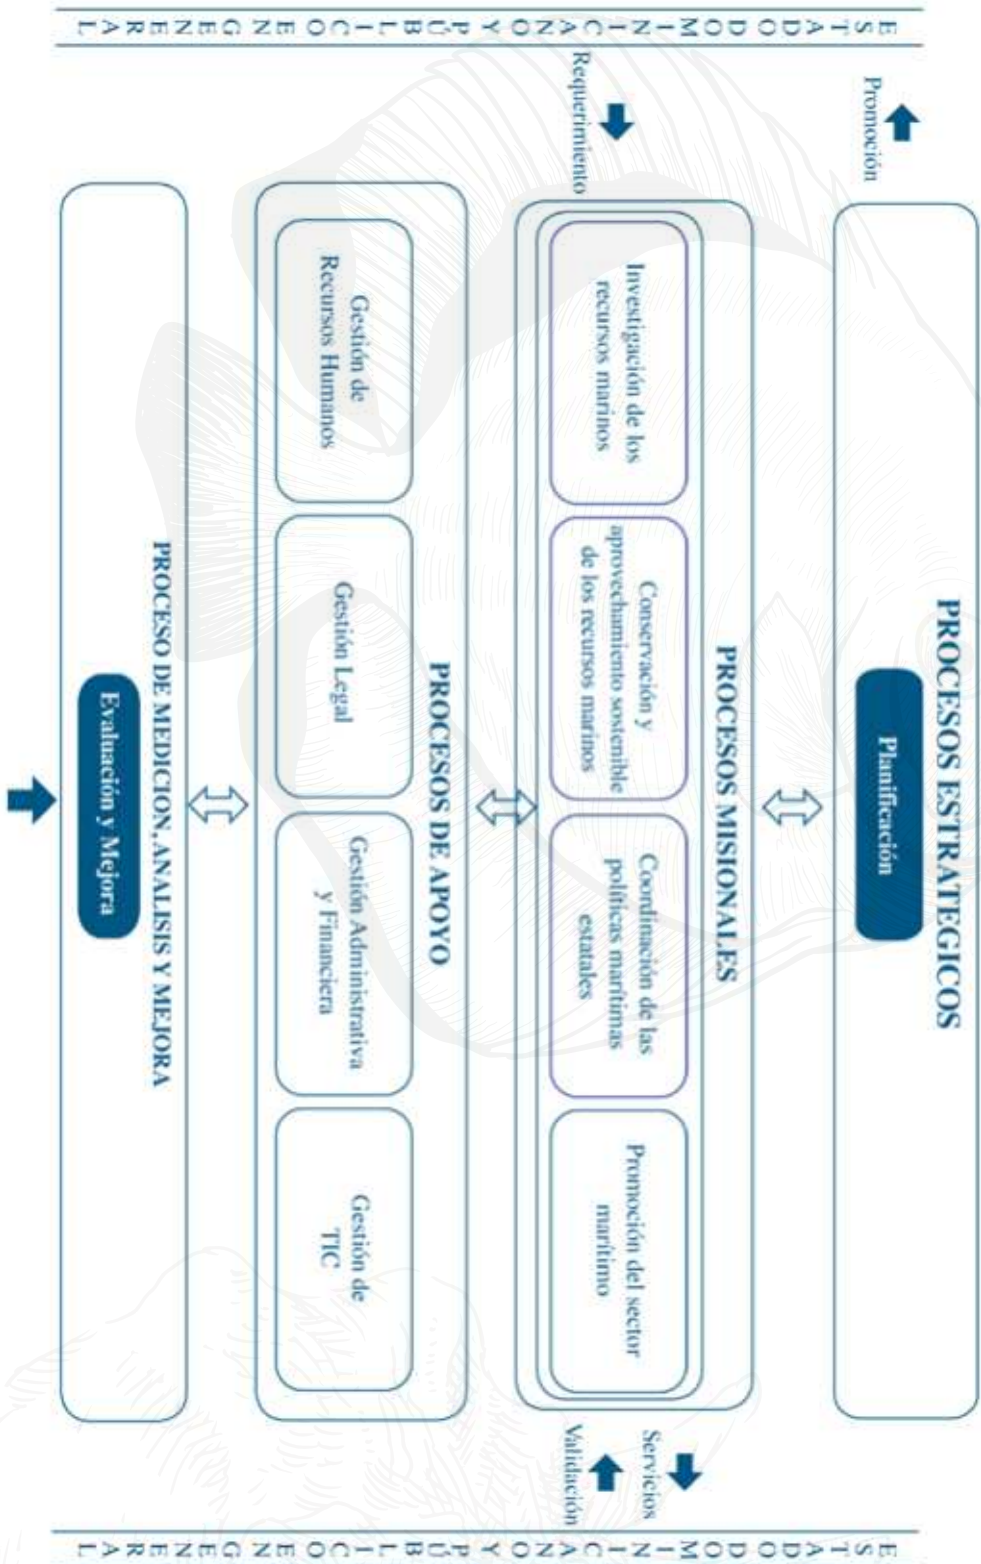 ESTADO DOMINICANO Y PÚBLICO EN GENERAL
Promoción
PROCESOS ESTRATEGICOS
Planificación
Requerimiento
PROCESOS MISIONALES
Investigación de los
recursos marinos
Conservación y
aprovechamiento sostenible
de los recursos marinos
Coordinación de las
políticas marítimas
estatales
Promoción del sector
marítimo
Servicios
Validación
PROCESOS DE APOYO
Gestión de
Recursos Humanos
Gestión Legal
Gestión Administrativa
y Financiera
Gestión de
TIC
PROCESO DE MEDICION, ANALISIS Y MEJORA
Evaluación y Mejora
ESTADO DOMINICANO Y PÚBLICO EN GENERAL